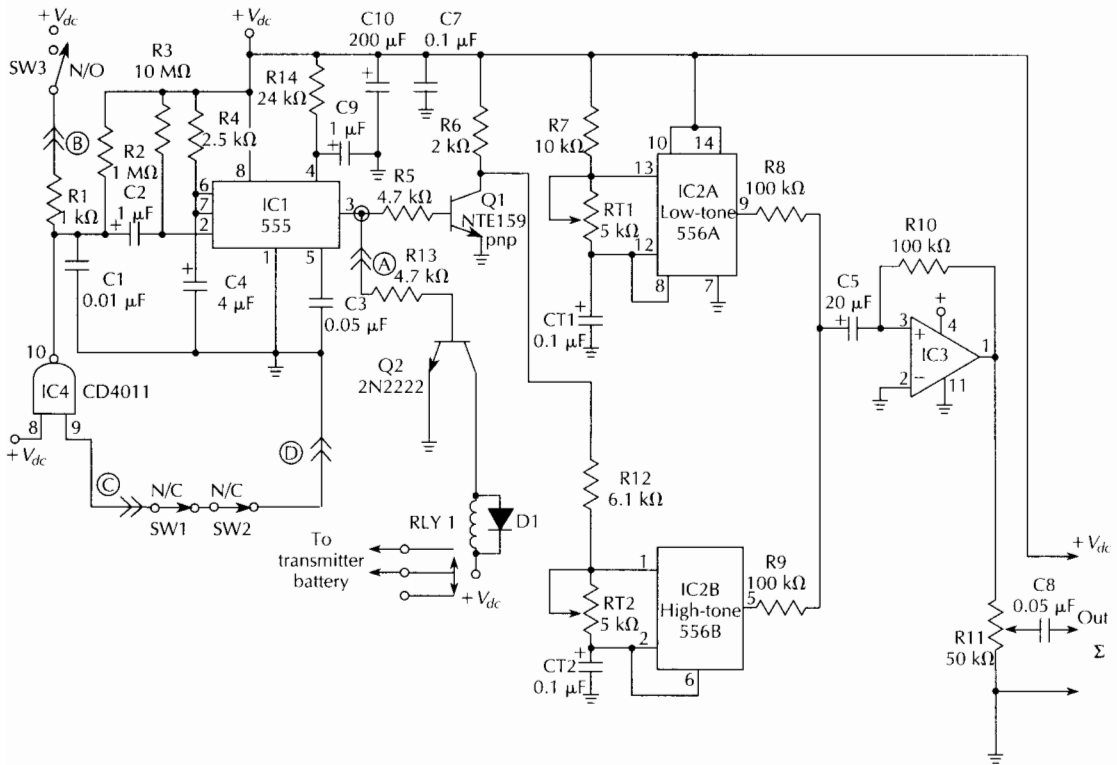 + Vdc
SW3
N/O
B
R1
1 kΩ
R2
1 MΩ
R3
10 MΩ
R4
2.5 kΩ
C2
1 µF
+
C1
0.01 µF
+ Vdc
R14
24 kΩ
C9
1 µF
+
C10
200 µF
+
C7
0.1 µF
8
4
6
7
2
IC1
555
3
1
5
+
C4
4 µF
C3
0.05 µF
R5
4.7 kΩ
A
R13
4.7 kΩ
R6
2 kΩ
Q1
NTE159
pnp
Q2
2N2222
10
IC4
CD4011
8
9
+ Vdc
C
N/C
SW1
N/C
SW2
D
RLY 1
D1
To
transmitter
battery
+ Vdc
R7
10 kΩ
RT1
5 kΩ
CT1
+
0.1 µF
10
14
13
IC2A
Low-tone
556A
9
12
8
7
R8
100 kΩ
R12
6.1 kΩ
RT2
5 kΩ
CT2
+
0.1 µF
1
IC2B
High-tone
556B
5
2
6
R9
100 kΩ
C5
20 µF
+
R10
100 kΩ
+
3
4
+
IC3
1
2
−
11
+ Vdc
C8
0.05 µF
Out
R11
50 kΩ
Σ